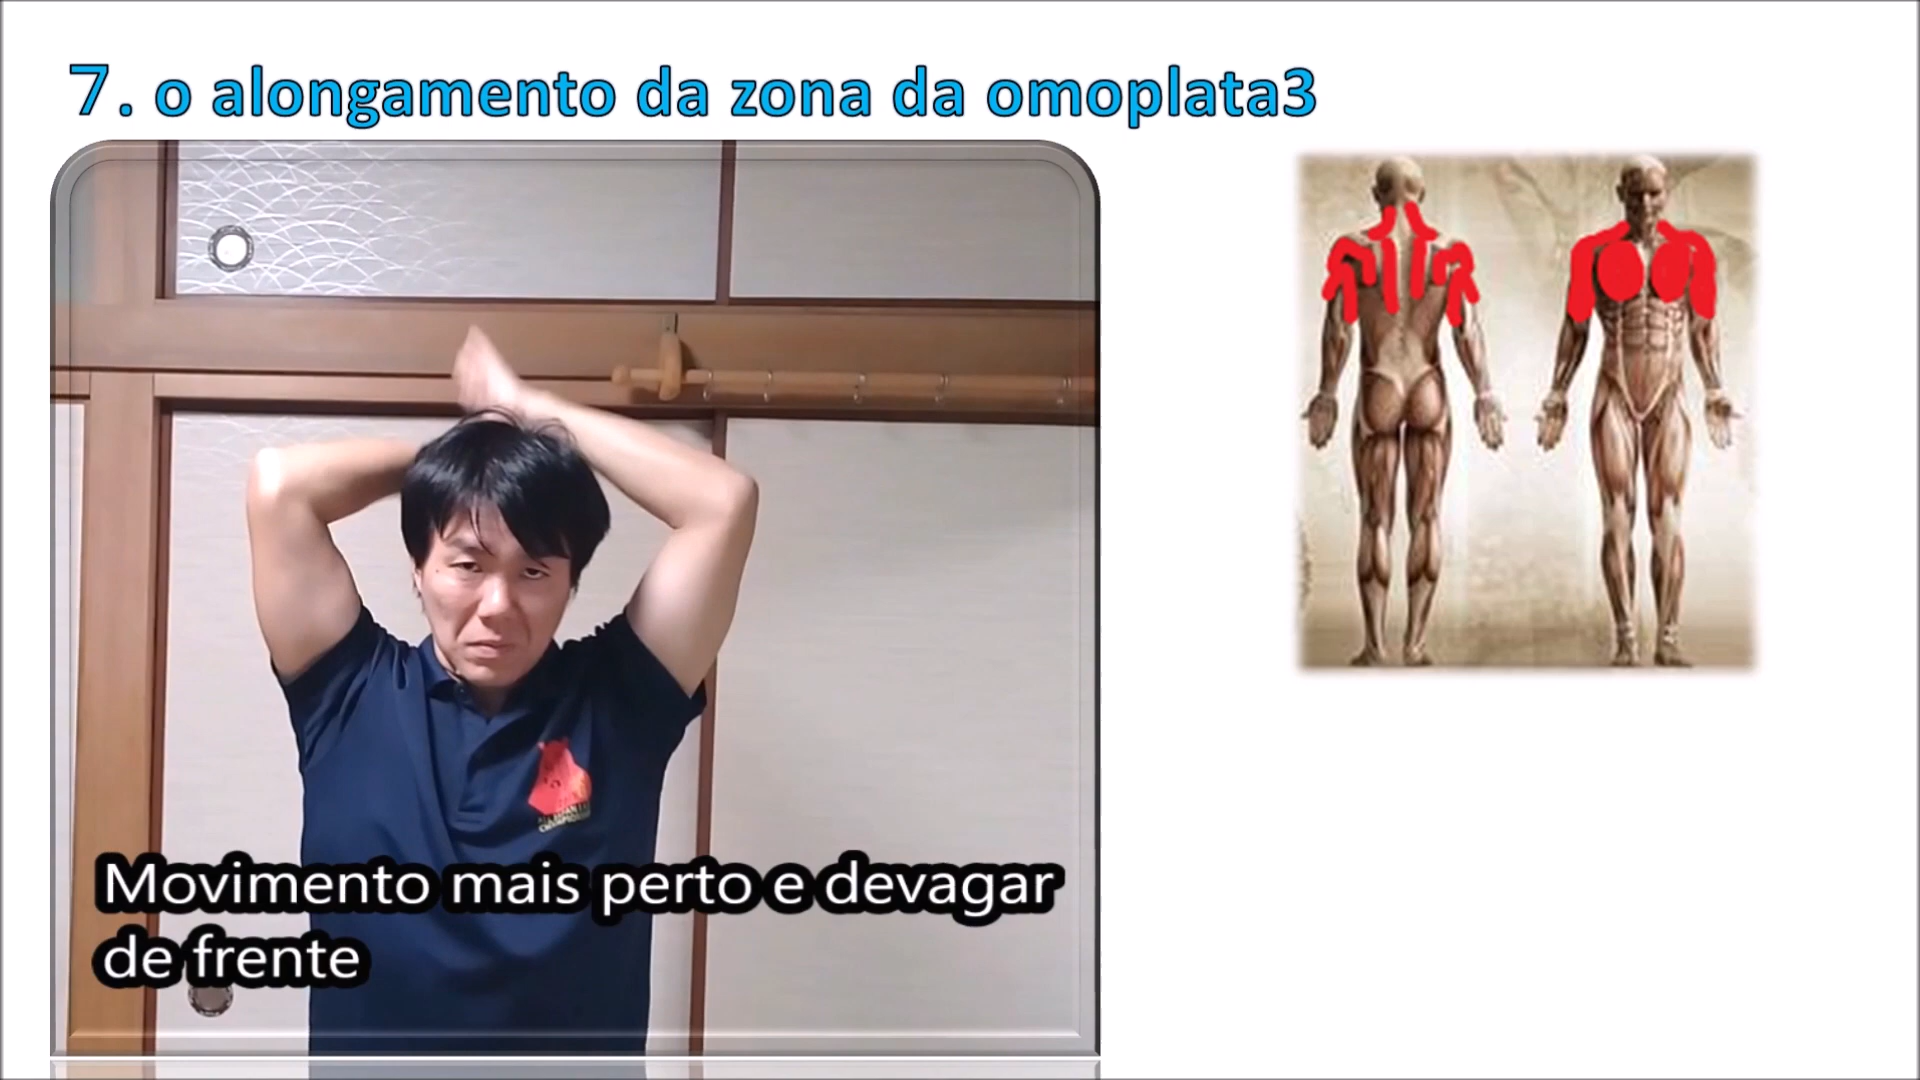 7. o alongamento da zona da omoplata3
Movimento mais perto e devagar
de frente